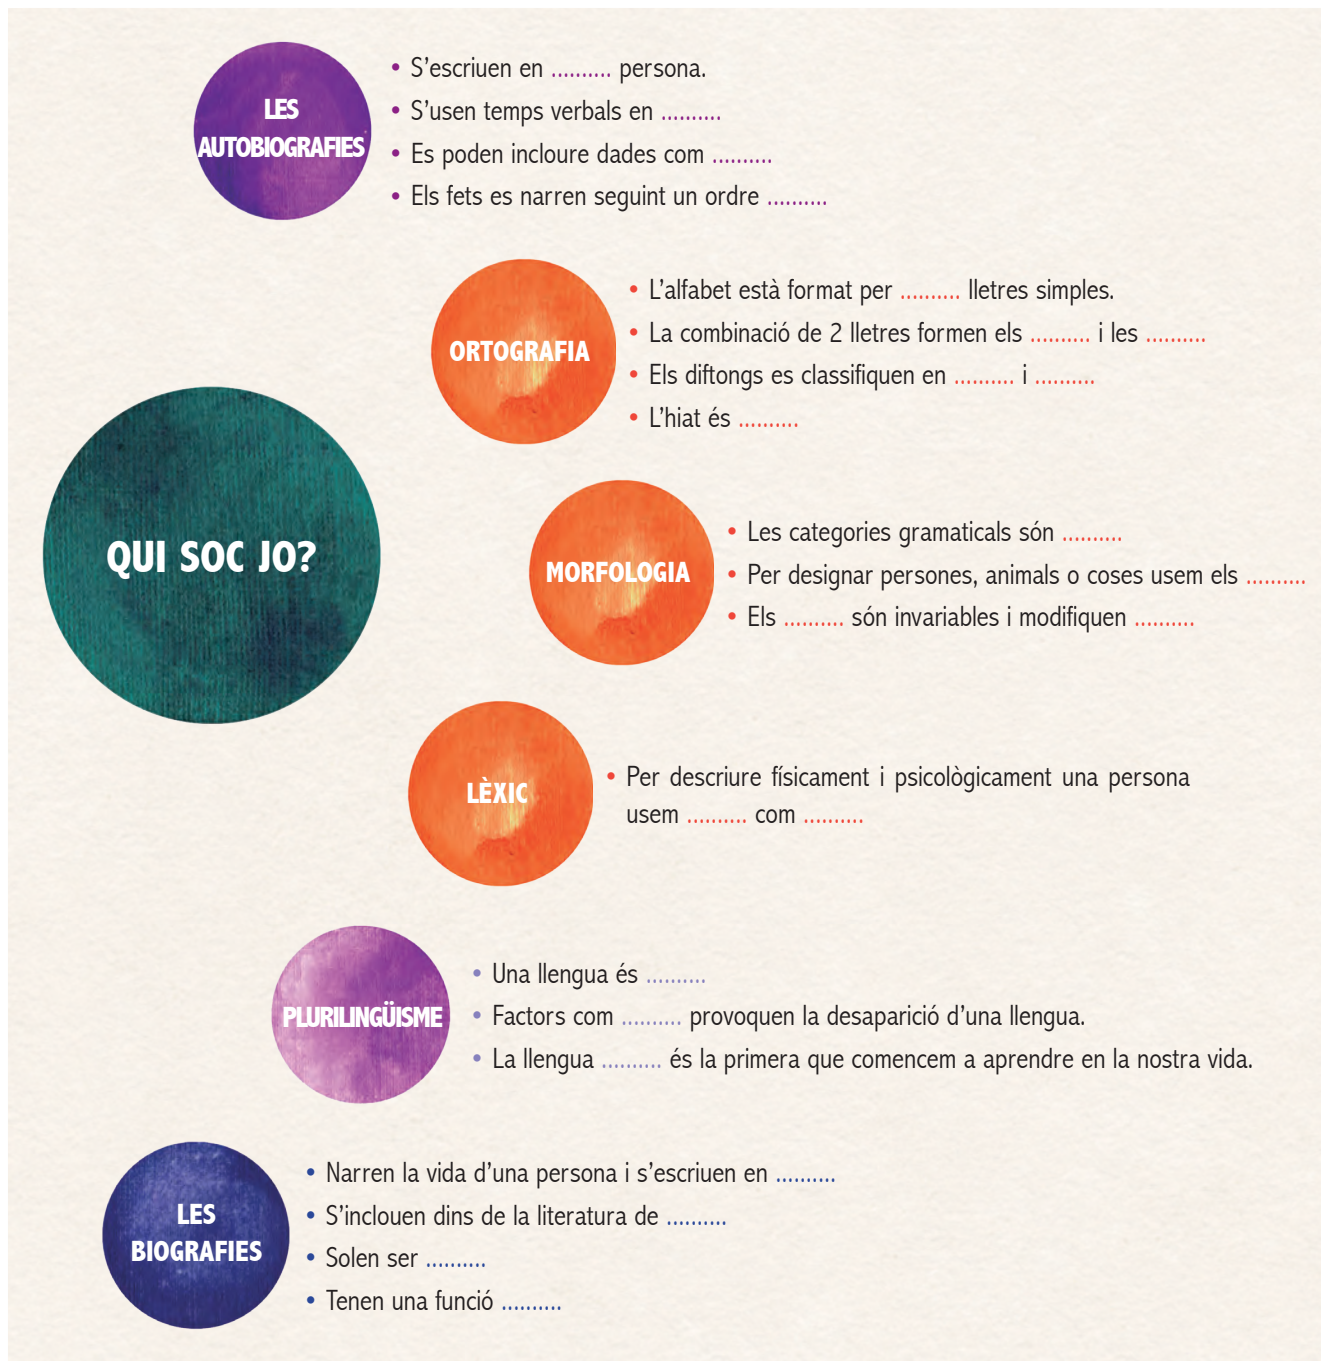 LES
AUTOBIOGRAFIES
• S'escriuen en .......... persona.
• S'usen temps verbals en ..........
• Es poden incloure dades com ..........
• Els fets es narren seguint un ordre ..........
ORTOGRAFIA
• L'alfabet està format per .......... lletres simples.
• La combinació de 2 lletres formen els .......... i les ..........
• Els diftongs es classifiquen en .......... i ..........
• L'hiat és ..........
QUI SOC JO?
MORFOLOGIA
• Les categories gramaticals són ..........
• Per designar persones, animals o coses usem els ..........
• Els .......... són invariables i modifiquen ..........
LÈXIC
• Per descriure físicament i psicològicament una persona
usem .......... com ..........
PLURILINGÜISME
• Una llengua és ..........
• Factors com .......... provoquen la desaparició d'una llengua.
• La llengua .......... és la primera que comencem a aprendre en la nostra vida.
LES
BIOGRAFIES
• Narren la vida d'una persona i s'escriuen en ..........
• S'inclouen dins de la literatura de ..........
• Solen ser ..........
• Tenen una funció ..........